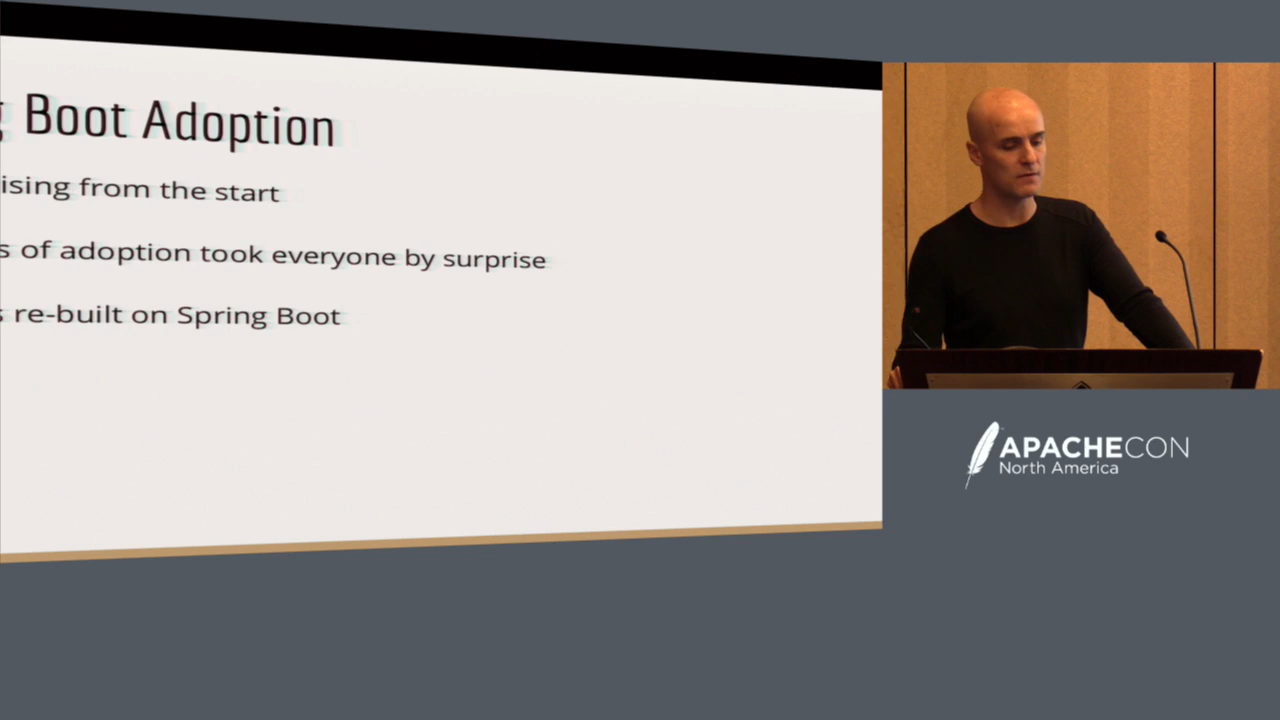 Boot Adoption
ising from the start
s of adoption took everyone by surprise
s re-built on Spring Boot
APACHECON
North America